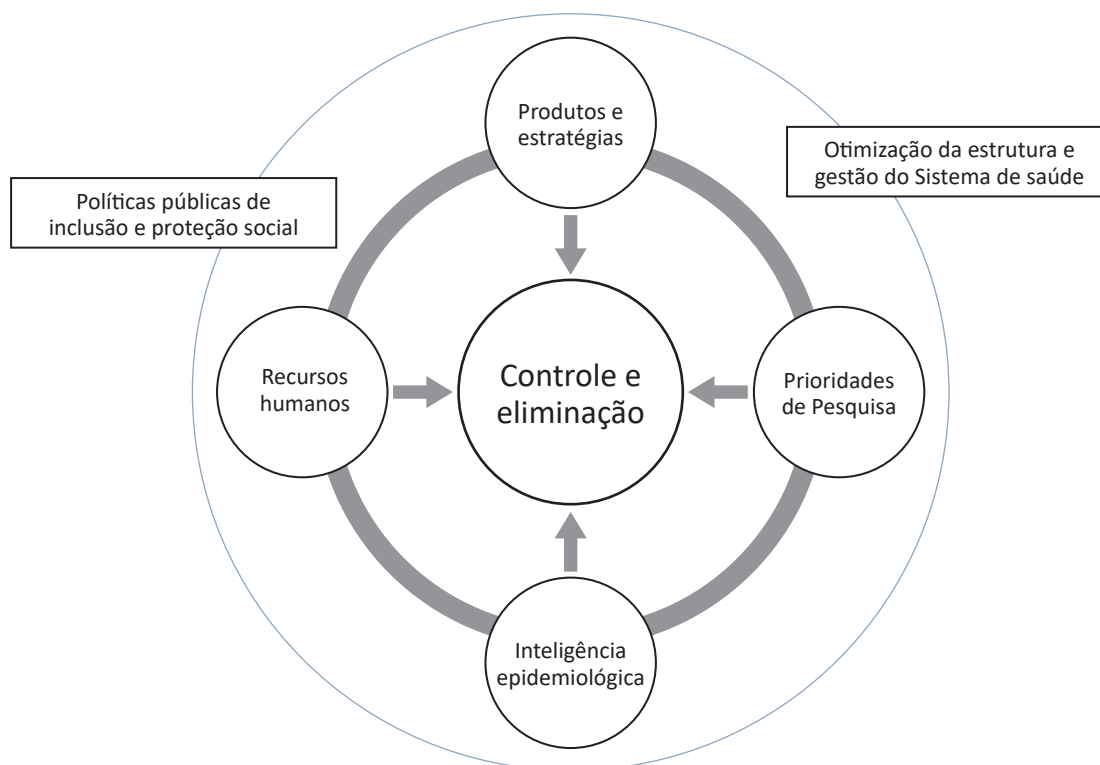 Produtos e
estratégias
Otimização da estrutura e
gestão do Sistema de saúde
Políticas públicas de
inclusão e proteção social
Recursos
humanos
Controle e
eliminação
Prioridades
de Pesquisa
Inteligência
epidemiológica